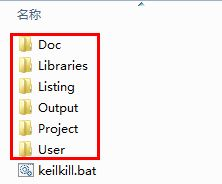 名称
Doc
Libraries
Listing
Output
Project
User
keilkill.bat